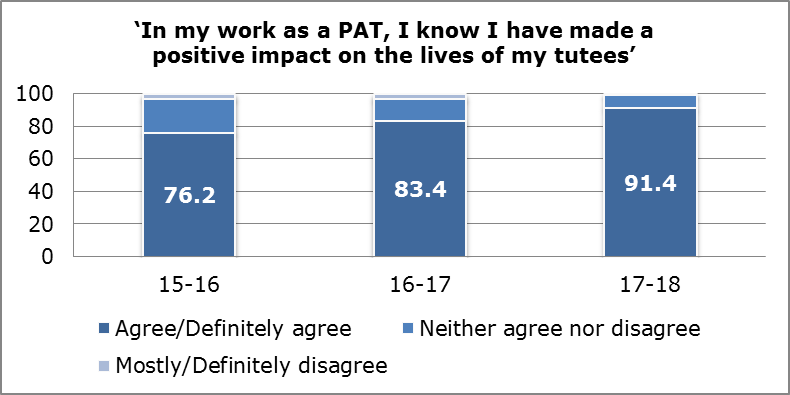 ‘In my work as a PAT, I know I have made a
positive impact on the lives of my tutees’
100
80
60
40
20
0
76.2
83.4
91.4
15-16
16-17
17-18
Agree/Definitely agree
Neither agree nor disagree
Mostly/Definitely disagree